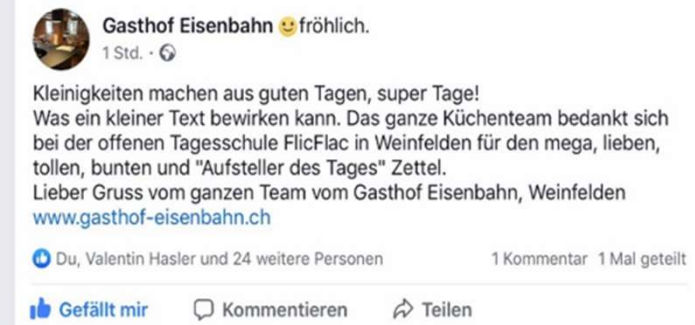 Gasthof Eisenbahn 🙂fröhlich.
1 Std. ·
Kleinigkeiten machen aus guten Tagen, super Tage!
Was ein kleiner Text bewirken kann. Das ganze Küchenteam bedankt sich
bei der offenen Tagesschule FlicFlac in Weinfelden für den mega, lieben,
tollen, bunten und "Aufsteller des Tages" Zettel.
Lieber Gruss vom ganzen Team vom Gasthof Eisenbahn, Weinfelden
www.gasthof-eisenbahn.ch
Du, Valentin Hasler und 24 weitere Personen 1 Kommentar 1 Mal geteilt
Gefällt mir Kommentieren Teilen